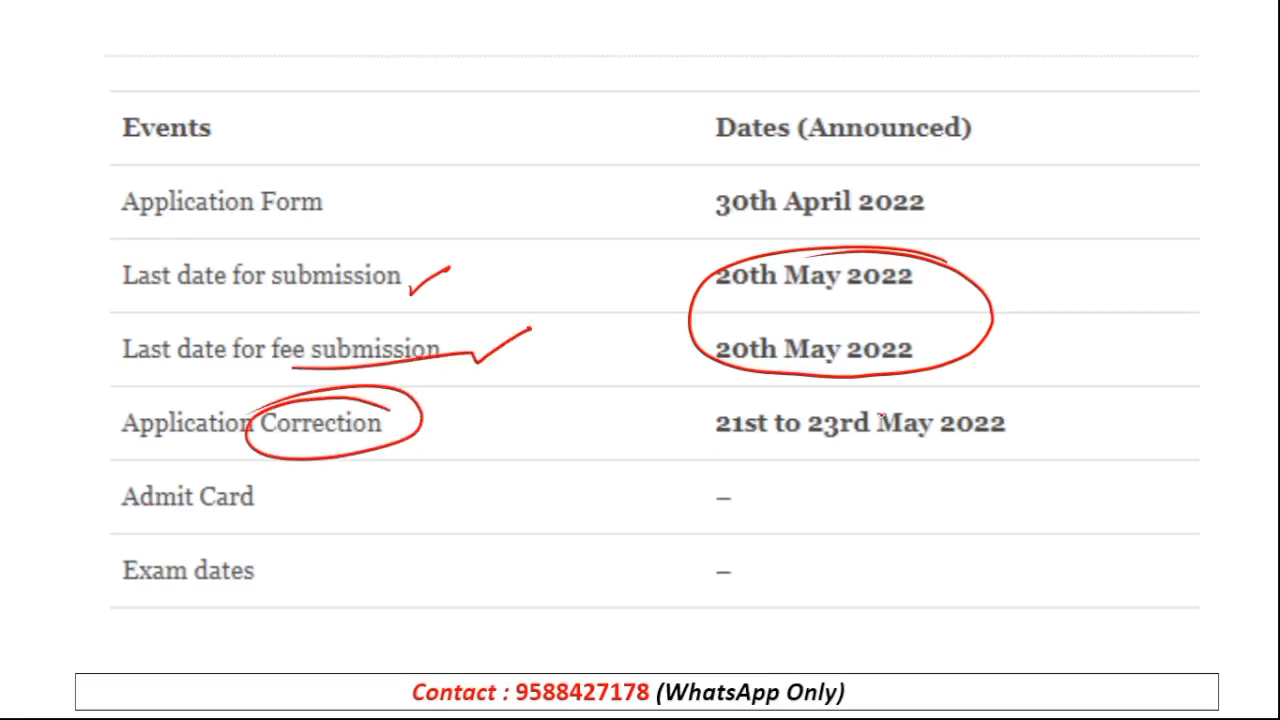 Events Dates (Announced)
Application Form 30th April 2022
Last date for submission 20th May 2022
Last date for fee submission 20th May 2022
Application Correction 21st to 23rd May 2022
Admit Card –
Exam dates –
Contact : 9588427178 (WhatsApp Only)